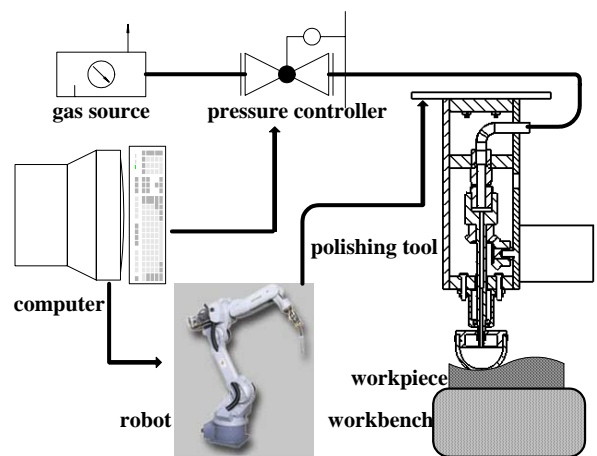 gas source
pressure controller
polishing tool
computer
workpiece
robot
workbench